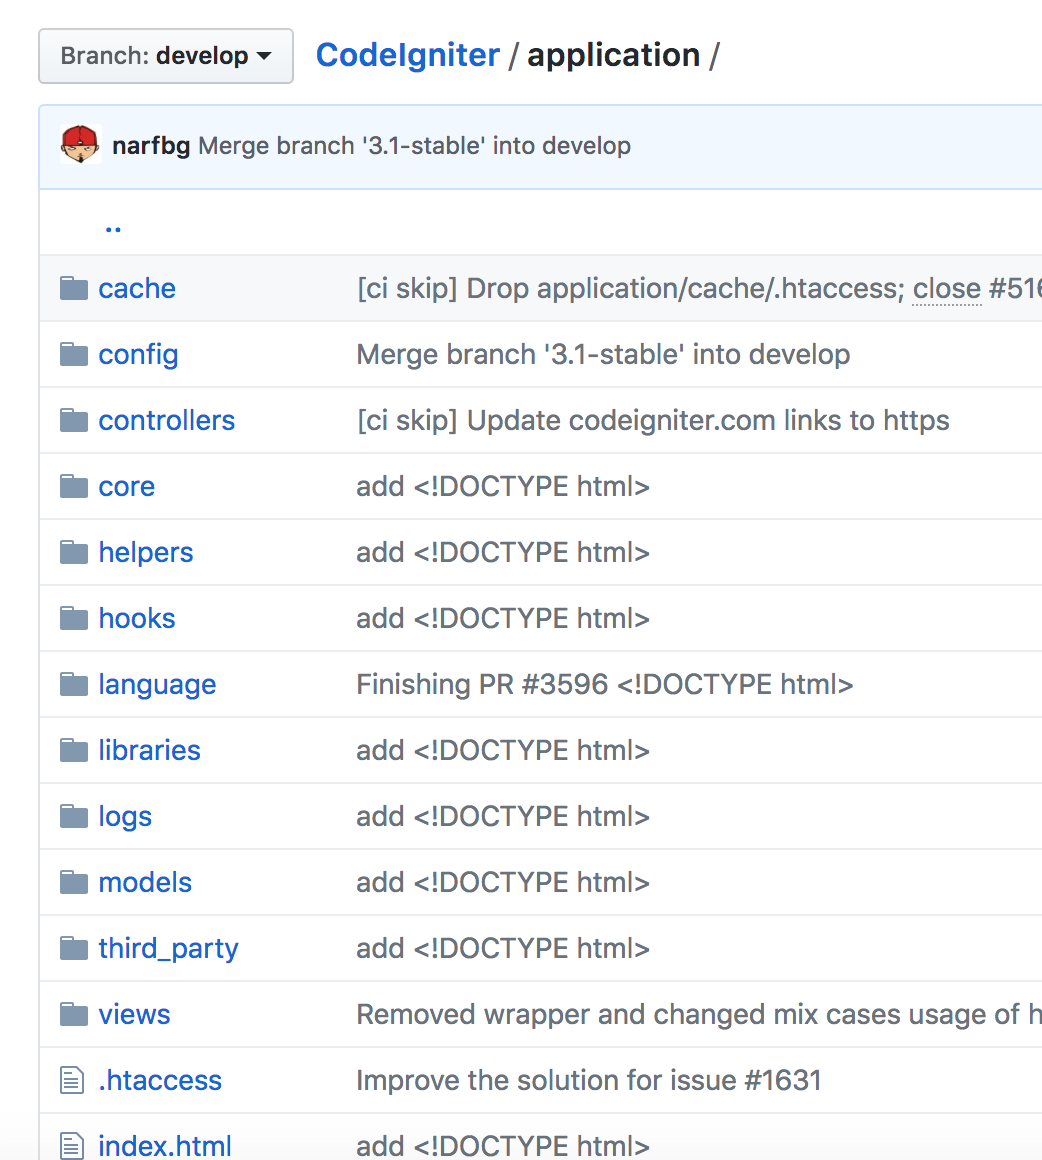 Branch: develop CodeIgniter / application /
narfbg Merge branch '3.1-stable' into develop
..
cache [ci skip] Drop application/cache/.htaccess; close #516
config Merge branch '3.1-stable' into develop
controllers [ci skip] Update codeigniter.com links to https
core add <!DOCTYPE html>
helpers add <!DOCTYPE html>
hooks add <!DOCTYPE html>
language Finishing PR #3596 <!DOCTYPE html>
libraries add <!DOCTYPE html>
logs add <!DOCTYPE html>
models add <!DOCTYPE html>
third_party add <!DOCTYPE html>
views Removed wrapper and changed mix cases usage of h
.htaccess Improve the solution for issue #1631
index.html add <!DOCTYPE html>